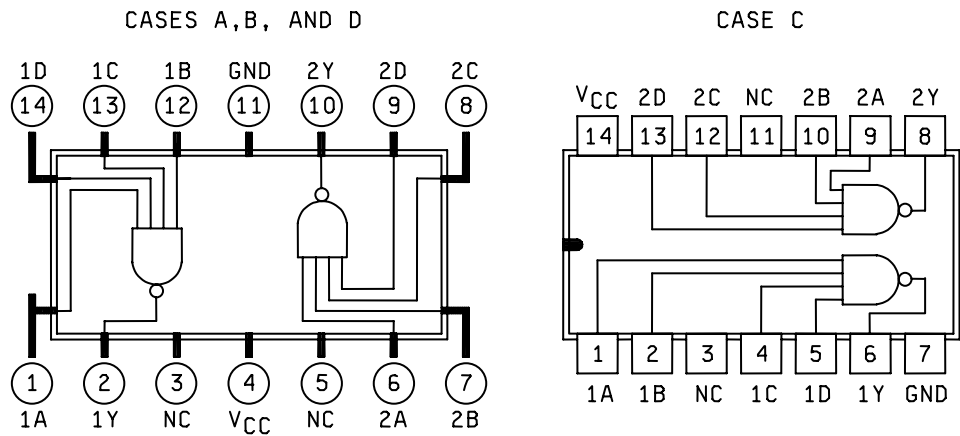 CASES A,B, AND D
1D 1C 1B GND 2Y 2D 2C
14 13 12 11 10 9 8
1 2 3 4 5 6 7
1A 1Y NC VCC NC 2A 2B
CASE C
VCC 2D 2C NC 2B 2A 2Y
14 13 12 11 10 9 8
1 2 3 4 5 6 7
1A 1B NC 1C 1D 1Y GND